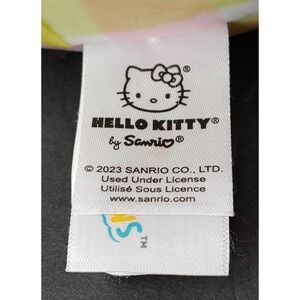 ®
HELLO KITTY®
by Sanrio®
© 2023 SANRIO CO., LTD.
Used Under License
Utilisé Sous Licence
www.sanrio.com
TM